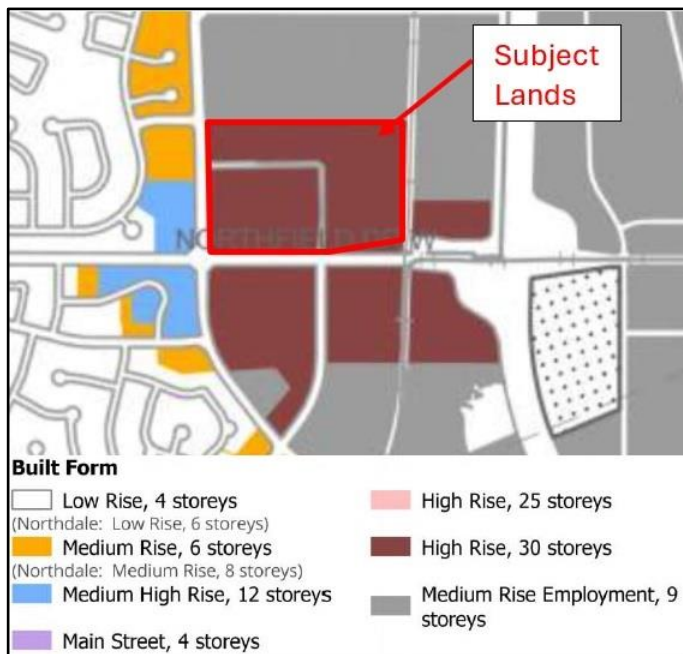 Subject
Lands
NORTHFIELD DR W
Built Form
Low Rise, 4 storeys
(Northdale: Low Rise, 6 storeys)
Medium Rise, 6 storeys
(Northdale: Medium Rise, 8 storeys)
Medium High Rise, 12 storeys
Main Street, 4 storeys
High Rise, 25 storeys
High Rise, 30 storeys
Medium Rise Employment, 9
storeys